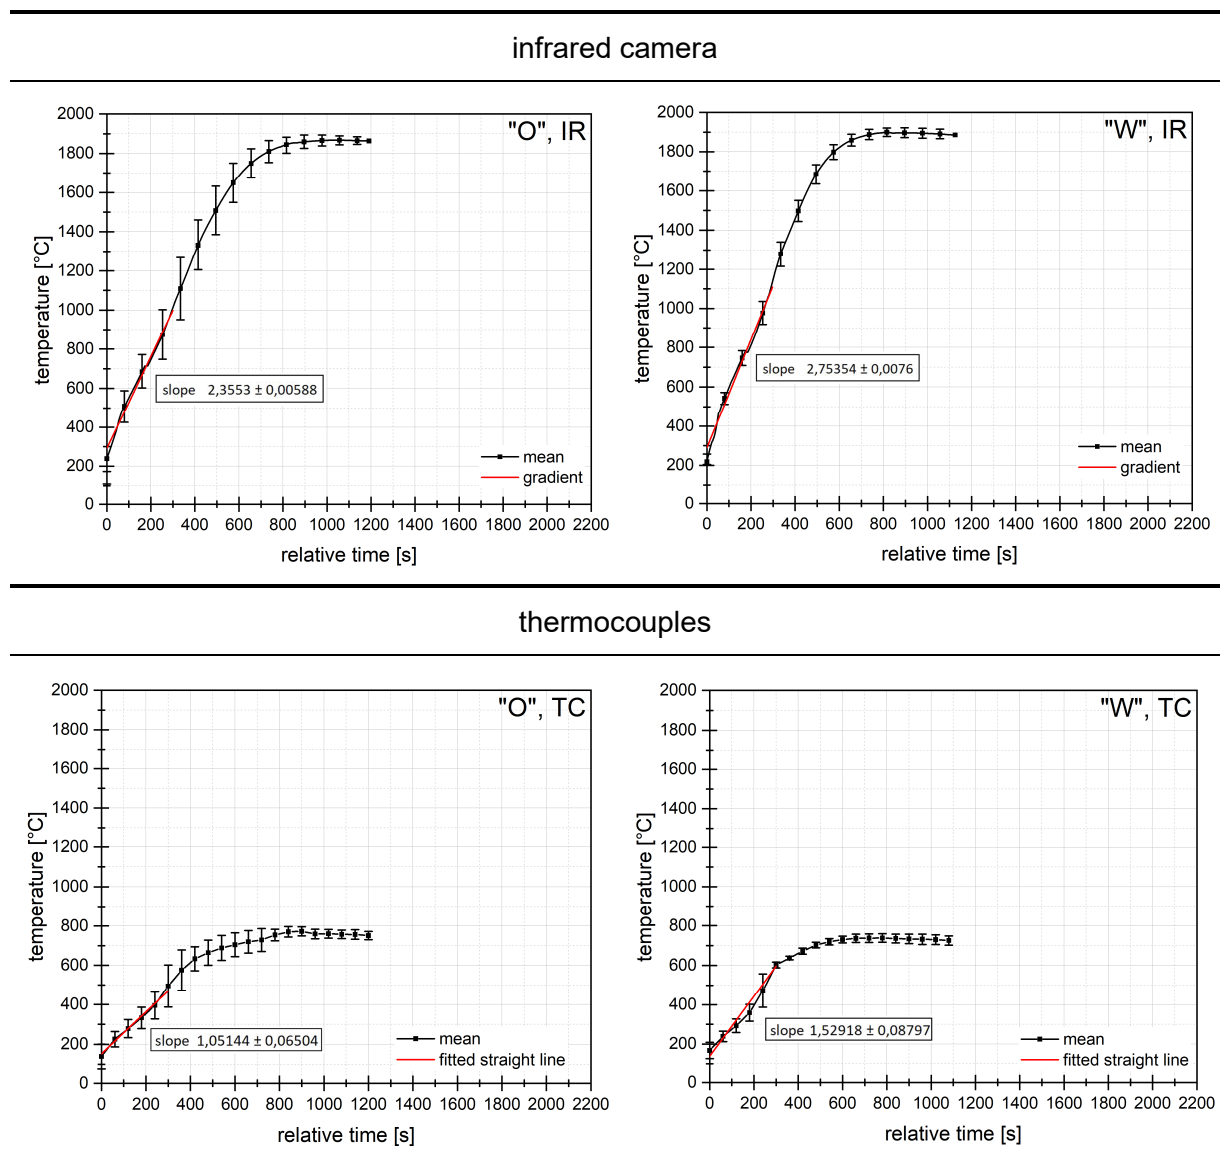 infrared camera
"O", IR
2000
1800
1600
1400
1200
1000
800
600
400
200
0
temperature [°C]
slope 2,3553 ± 0,00588
mean
gradient
0 200 400 600 800 1000 1200 1400 1600 1800 2000 2200
relative time [s]
"W", IR
2000
1800
1600
1400
1200
1000
800
600
400
200
0
temperature [°C]
slope 2,75354 ± 0,0076
mean
gradient
0 200 400 600 800 1000 1200 1400 1600 1800 2000 2200
relative time [s]
thermocouples
"O", TC
2000
1800
1600
1400
1200
1000
800
600
400
200
0
temperature [°C]
slope 1,05144 ± 0,06504
mean
fitted straight line
0 200 400 600 800 1000 1200 1400 1600 1800 2000 2200
relative time [s]
"W", TC
2000
1800
1600
1400
1200
1000
800
600
400
200
0
temperature [°C]
slope 1,52918 ± 0,08797
mean
fitted straight line
0 200 400 600 800 1000 1200 1400 1600 1800 2000 2200
relative time [s]